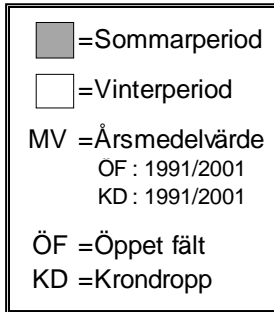 =Sommarperiod
=Vinterperiod
MV =Årsmedelvärde
ÖF : 1991/2001
KD : 1991/2001
ÖF =Öppet fält
KD =Krondropp